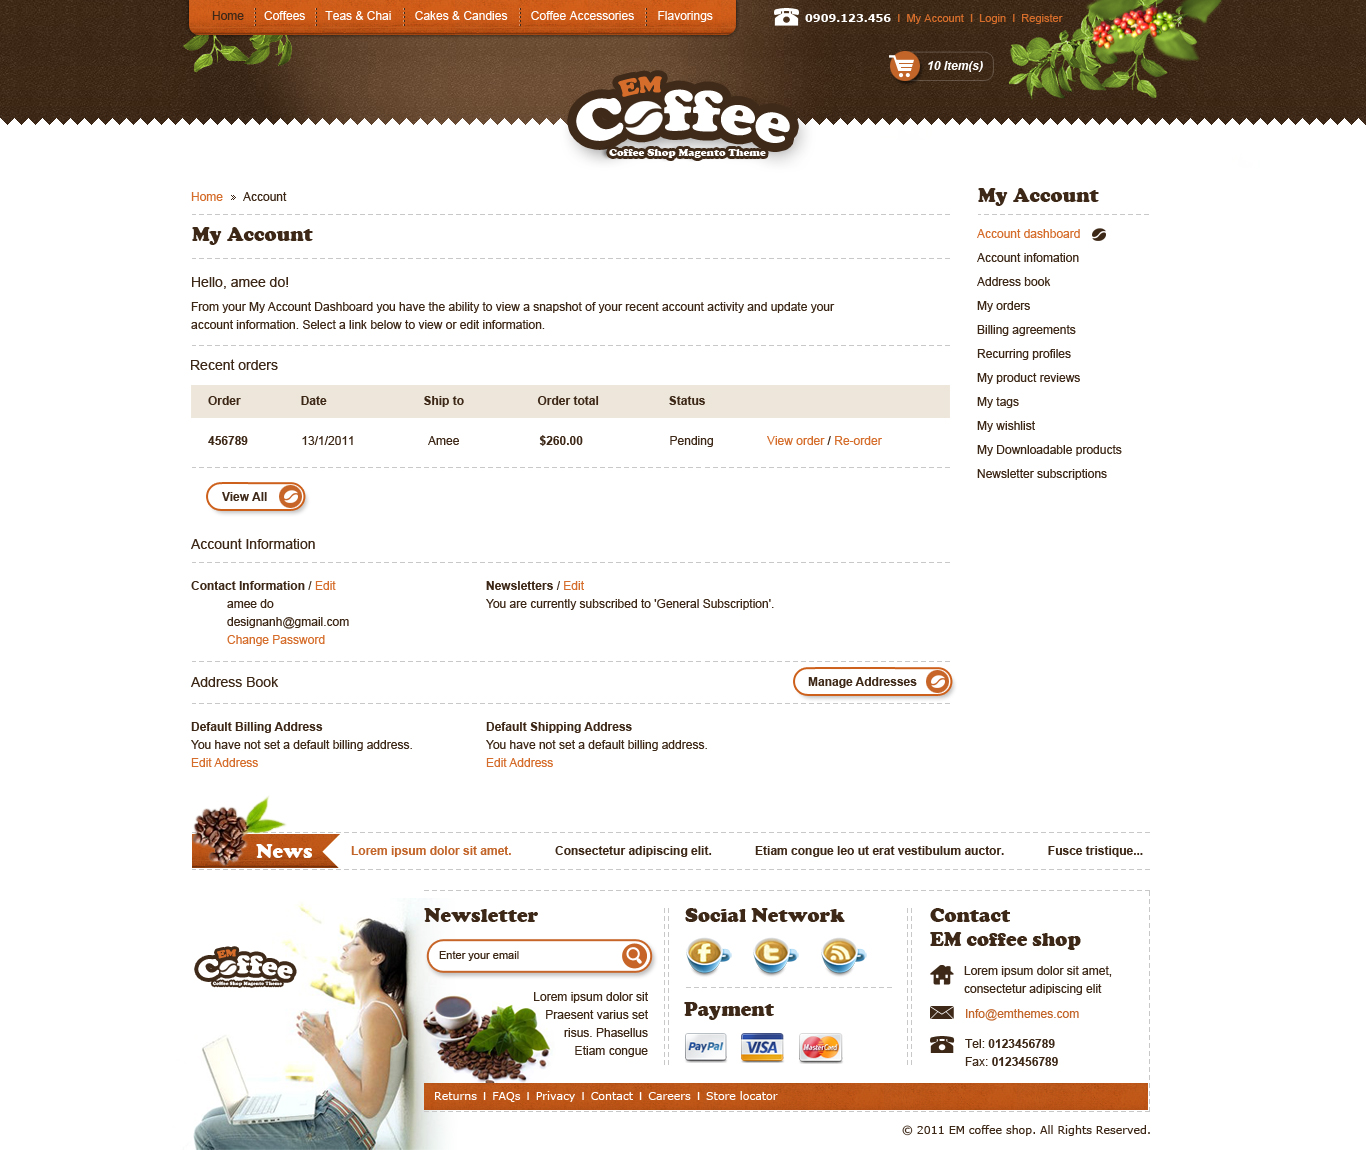 Home Coffees Teas & Chai Cakes & Candies Coffee Accessories Flavorings
0909.123.456 | My Account | Login | Register
10 Item(s)
EM
Coffee
Coffee Shop Magento Theme
Home » Account
My Account
Hello, amee do!
From your My Account Dashboard you have the ability to view a snapshot of your recent account activity and update your
account information. Select a link below to view or edit information.
Recent orders
Order Date Ship to Order total Status
456789 13/1/2011 Amee $260.00 Pending View order / Re-order
View All
Account Information
Contact Information / Edit
amee do
designanh@gmail.com
Change Password
Newsletters / Edit
You are currently subscribed to 'General Subscription'.
Address Book
Manage Addresses
Default Billing Address
You have not set a default billing address.
Edit Address
Default Shipping Address
You have not set a default billing address.
Edit Address
My Account
Account dashboard
Account infomation
Address book
My orders
Billing agreements
Recurring profiles
My product reviews
My tags
My wishlist
My Downloadable products
Newsletter subscriptions
News
Lorem ipsum dolor sit amet. Consectetur adipiscing elit. Etiam congue leo ut erat vestibulum auctor. Fusce tristique...
EM
Coffee
Coffee Shop Magento Theme
Newsletter
Enter your email
Lorem ipsum dolor sit
Praesent varius set
risus. Phasellus
Etiam congue
Social Network
f t
Payment
PayPal VISA MasterCard
Contact
EM coffee shop
Lorem ipsum dolor sit amet,
consectetur adipiscing elit
Info@emthemes.com
Tel: 0123456789
Fax: 0123456789
Returns | FAQs | Privacy | Contact | Careers | Store locator
© 2011 EM coffee shop. All Rights Reserved.